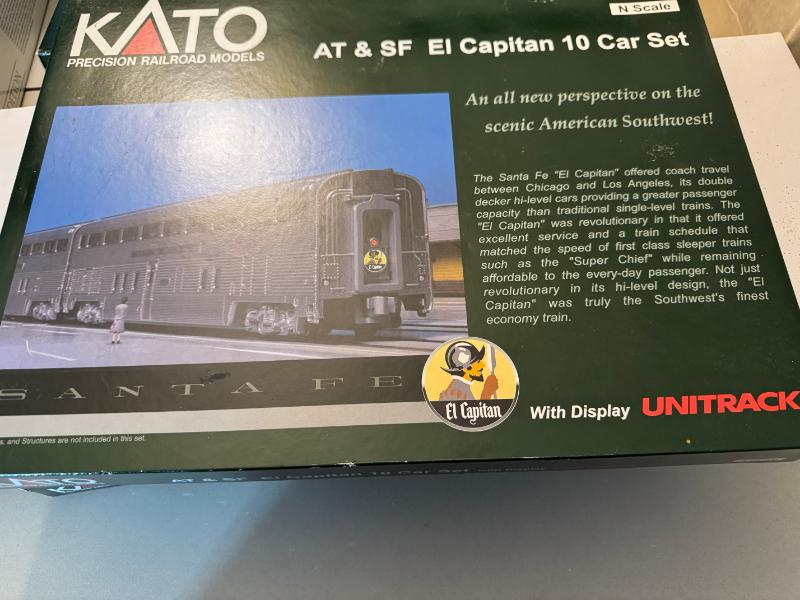 KATO
PRECISION RAILROAD MODELS
N Scale
AT & SF El Capitan 10 Car Set
An all new perspective on the
scenic American Southwest!
The Santa Fe "El Capitan" offered coach travel
between Chicago and Los Angeles, its double
decker hi-level cars providing a greater passenger
capacity than traditional single-level trains. The
"El Capitan" was revolutionary in that it offered
excellent service and a train schedule that
matched the speed of first class sleeper trains
such as the "Super Chief" while remaining
affordable to the every-day passenger. Not just
revolutionary in its hi-level design, the "El
Capitan" was truly the Southwest's finest
economy train.
El Capitan
SANTA FE
El Capitan
With Display UNITRACK
and Structures are not included in this set.
KATO
AT & SF El Capitan 10 Car Set